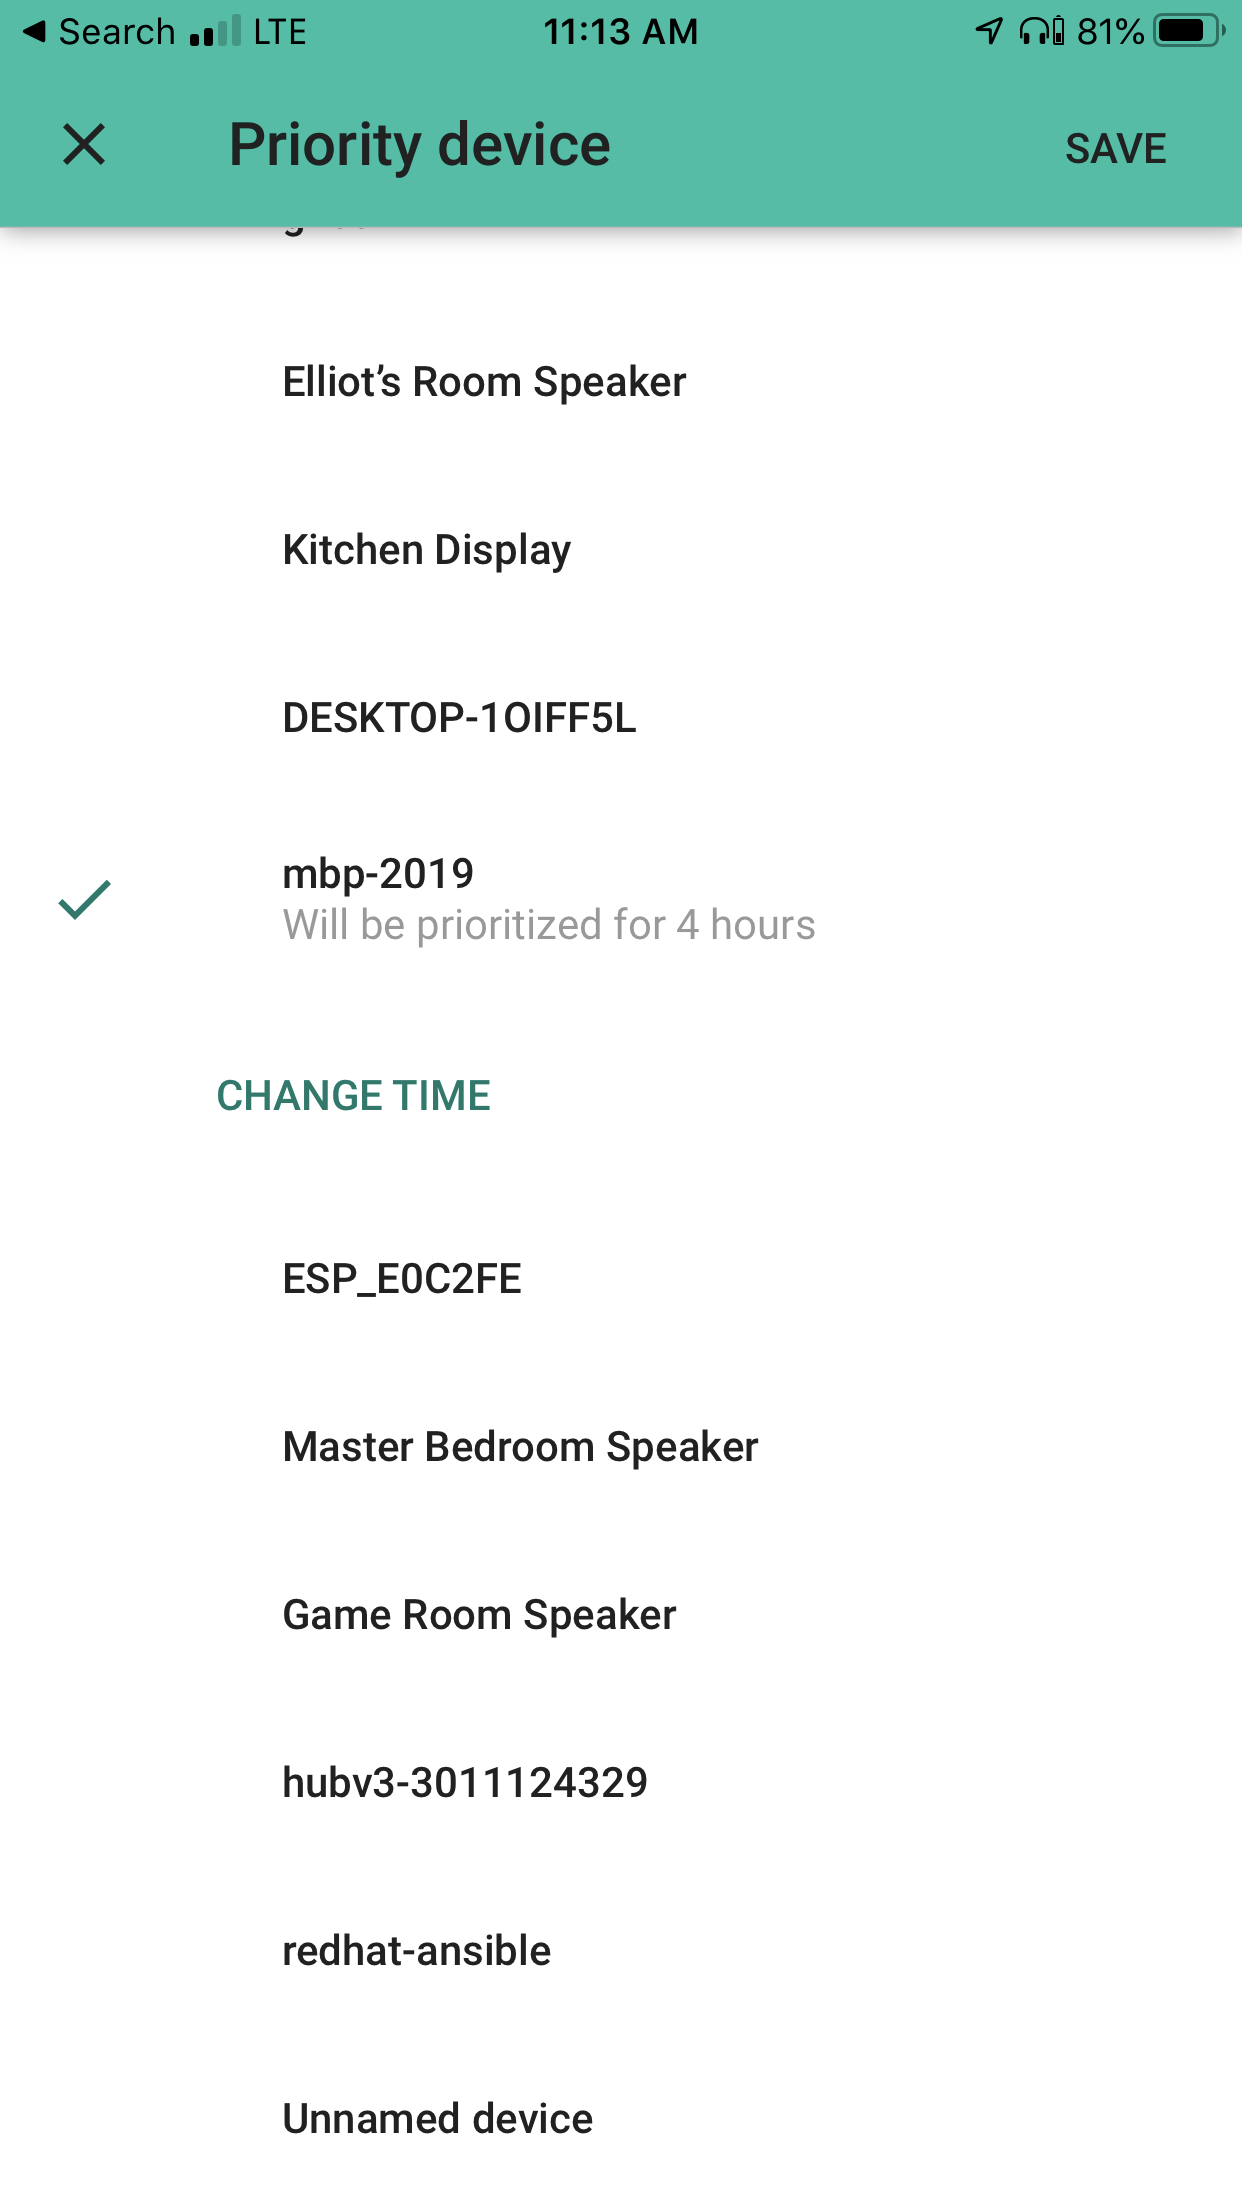 Search LTE 11:13 AM 81%
Priority device SAVE
Elliot’s Room Speaker
Kitchen Display
DESKTOP-1OIFF5L
mbp-2019
Will be prioritized for 4 hours
CHANGE TIME
ESP_E0C2FE
Master Bedroom Speaker
Game Room Speaker
hubv3-3011124329
redhat-ansible
Unnamed device